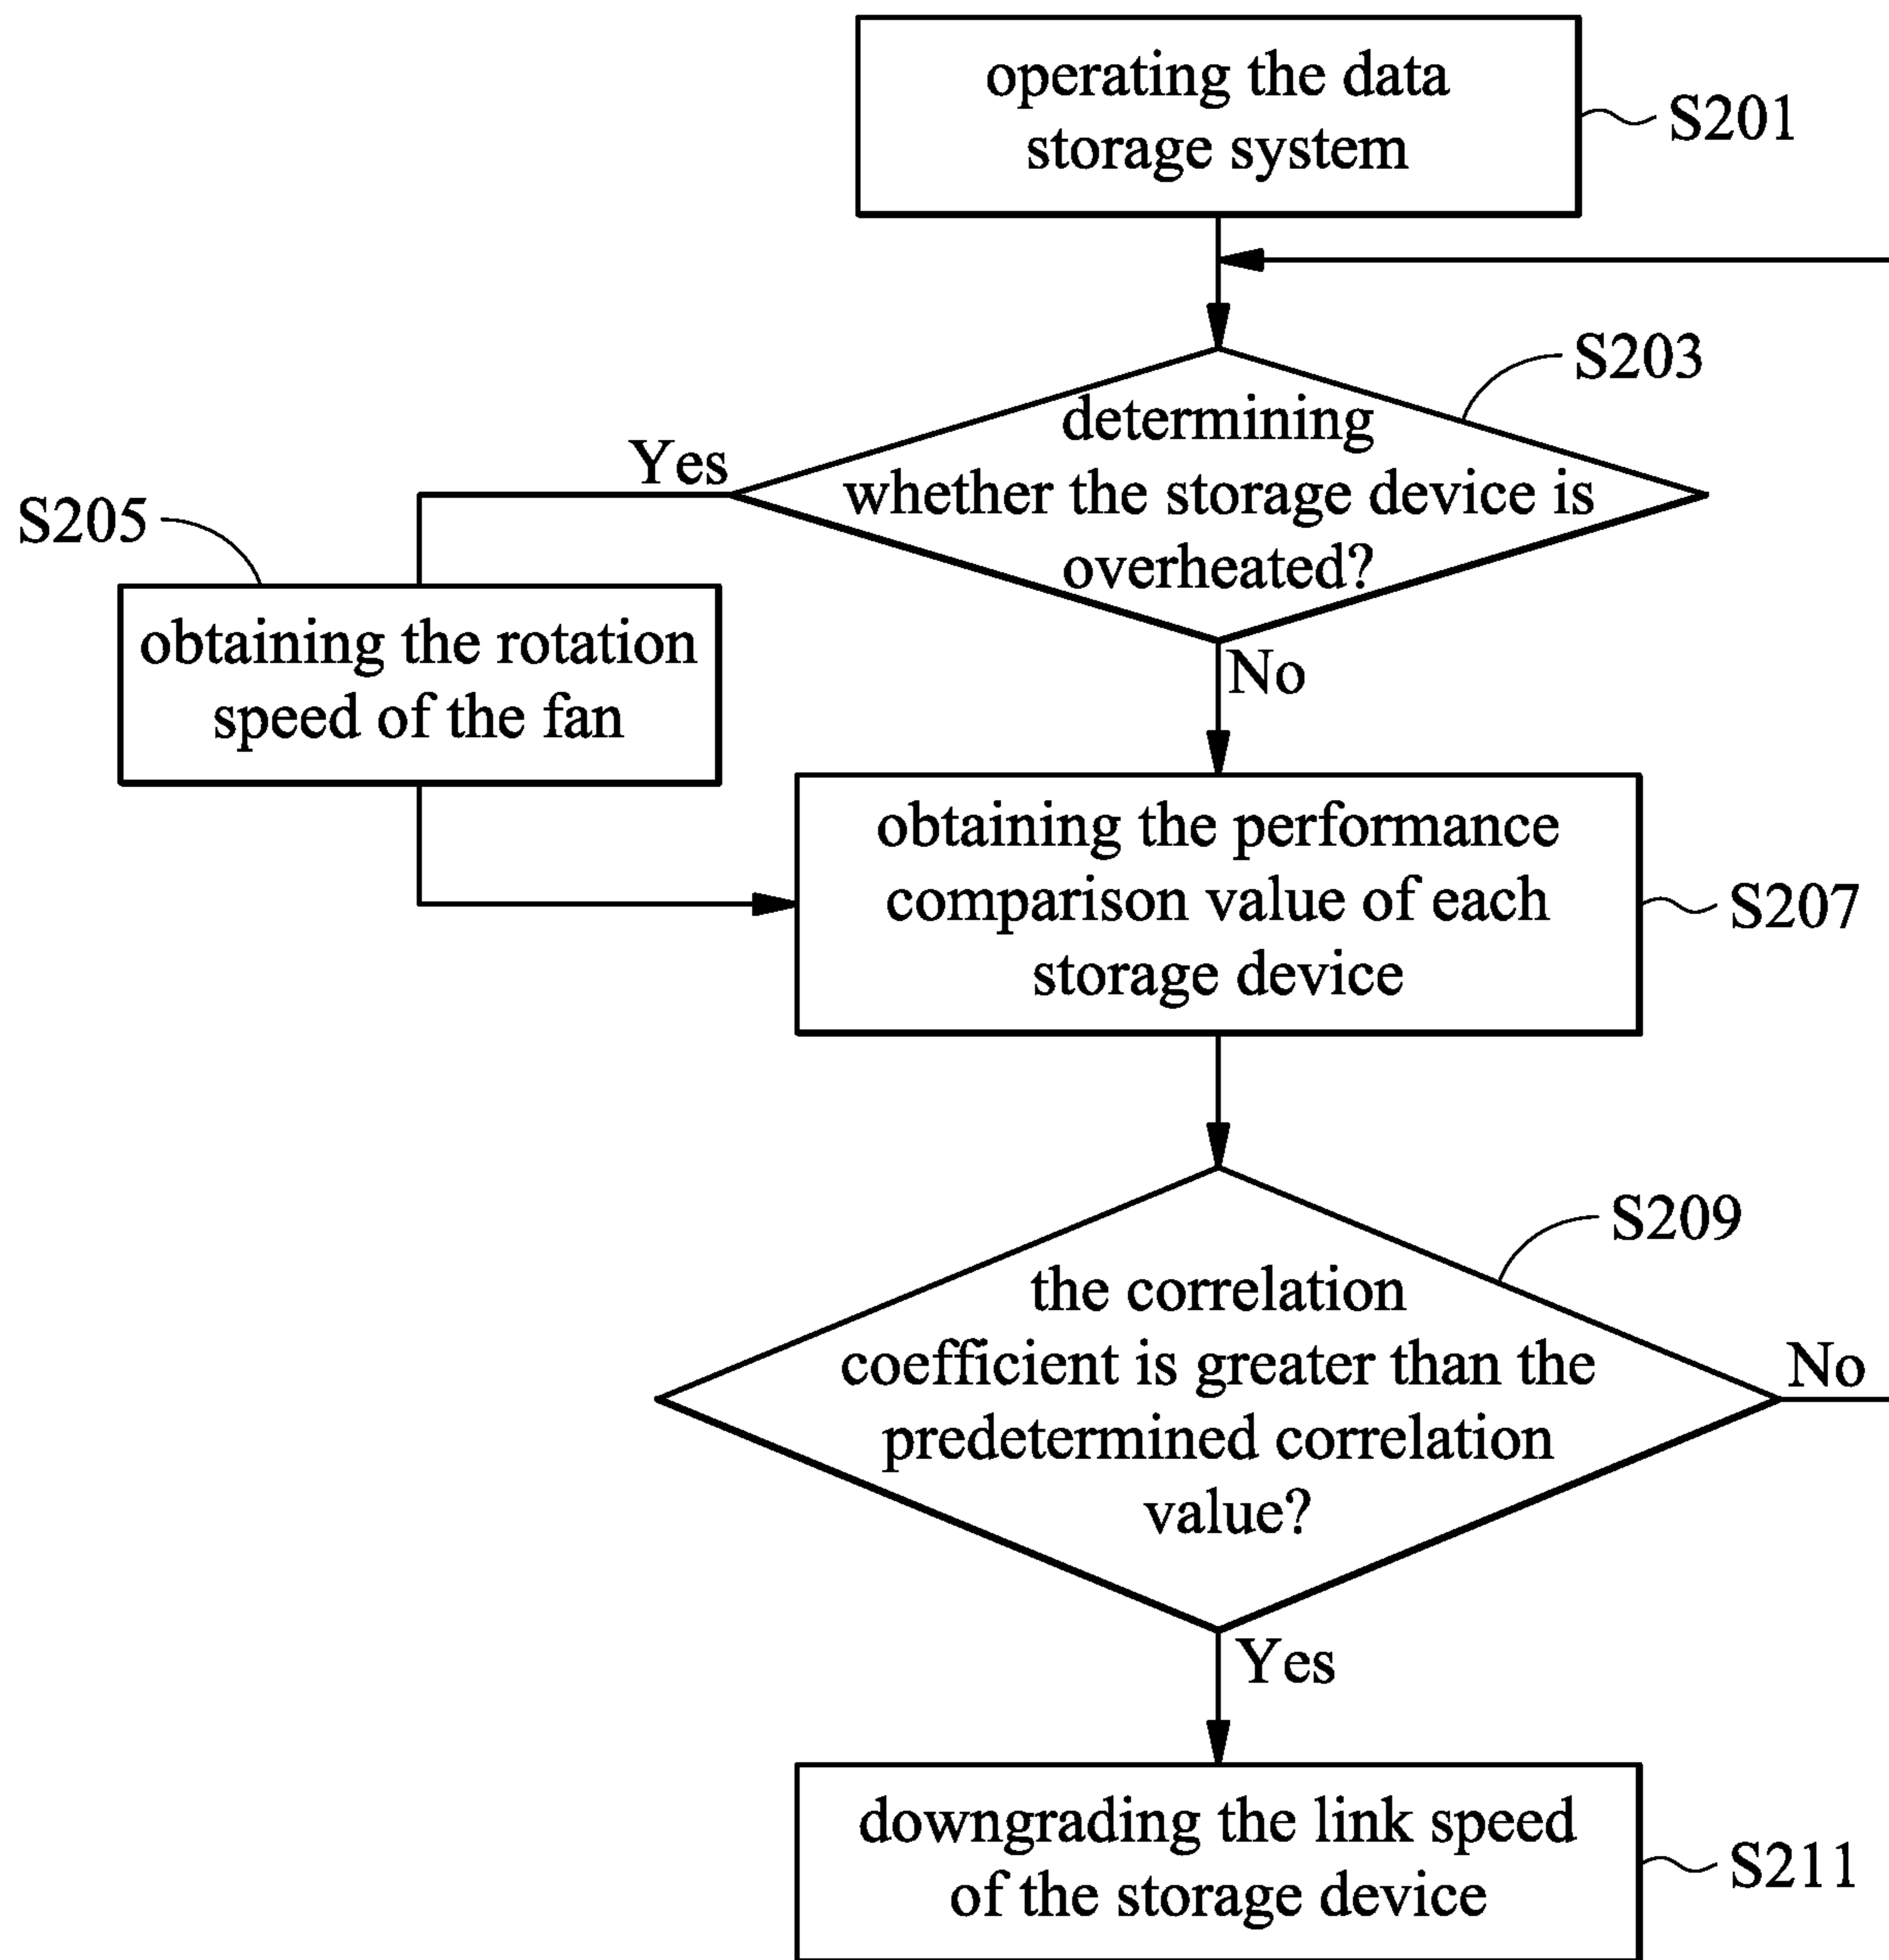 operating the data
storage system
S201
S203
determining
whether the storage device is
overheated?
Yes
No
S205
obtaining the rotation
speed of the fan
obtaining the performance
comparison value of each
storage device
S207
S209
the correlation
coefficient is greater than the
predetermined correlation
value?
No
Yes
downgrading the link speed
of the storage device
S211